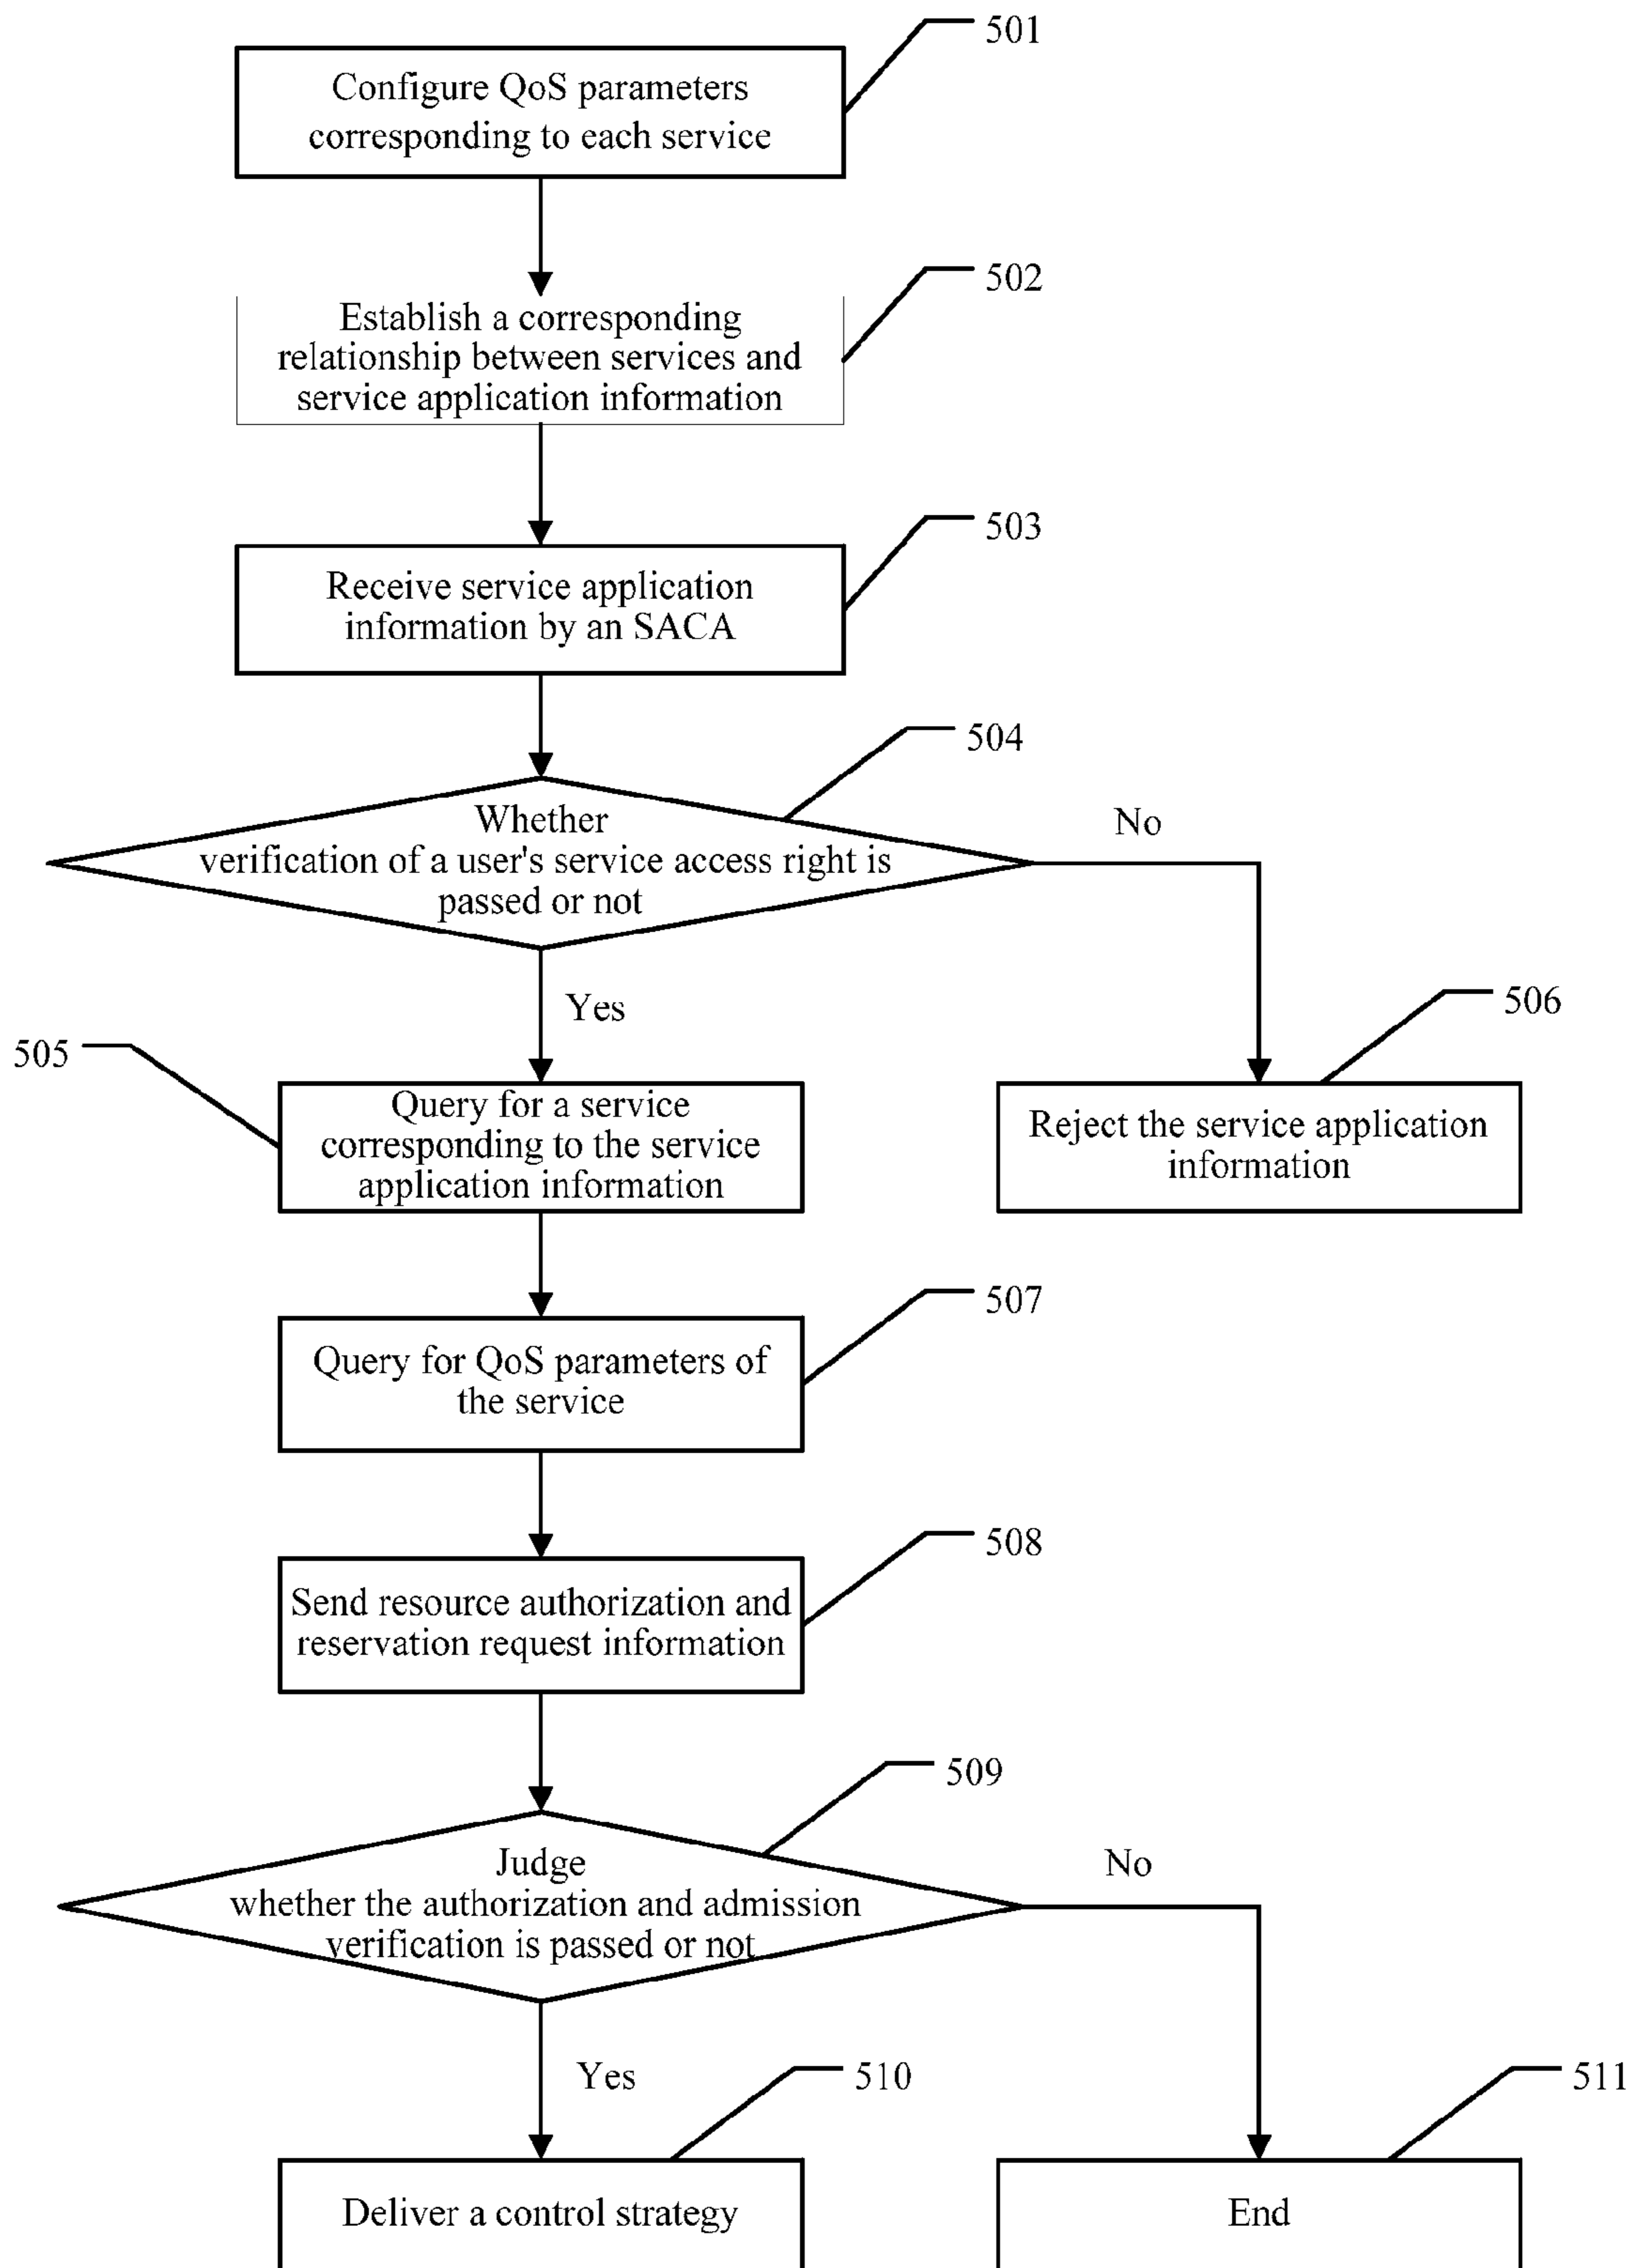 501
Configure QoS parameters
corresponding to each service
502
Establish a corresponding
relationship between services and
service application information
503
Receive service application
information by an SACA
504
Whether
verification of a user's service access right is
passed or not
No
Yes
505
506
Query for a service
corresponding to the service
application information
Reject the service application
information
507
Query for QoS parameters of
the service
508
Send resource authorization and
reservation request information
509
Judge
whether the authorization and admission
verification is passed or not
No
Yes
510
511
Deliver a control strategy
End